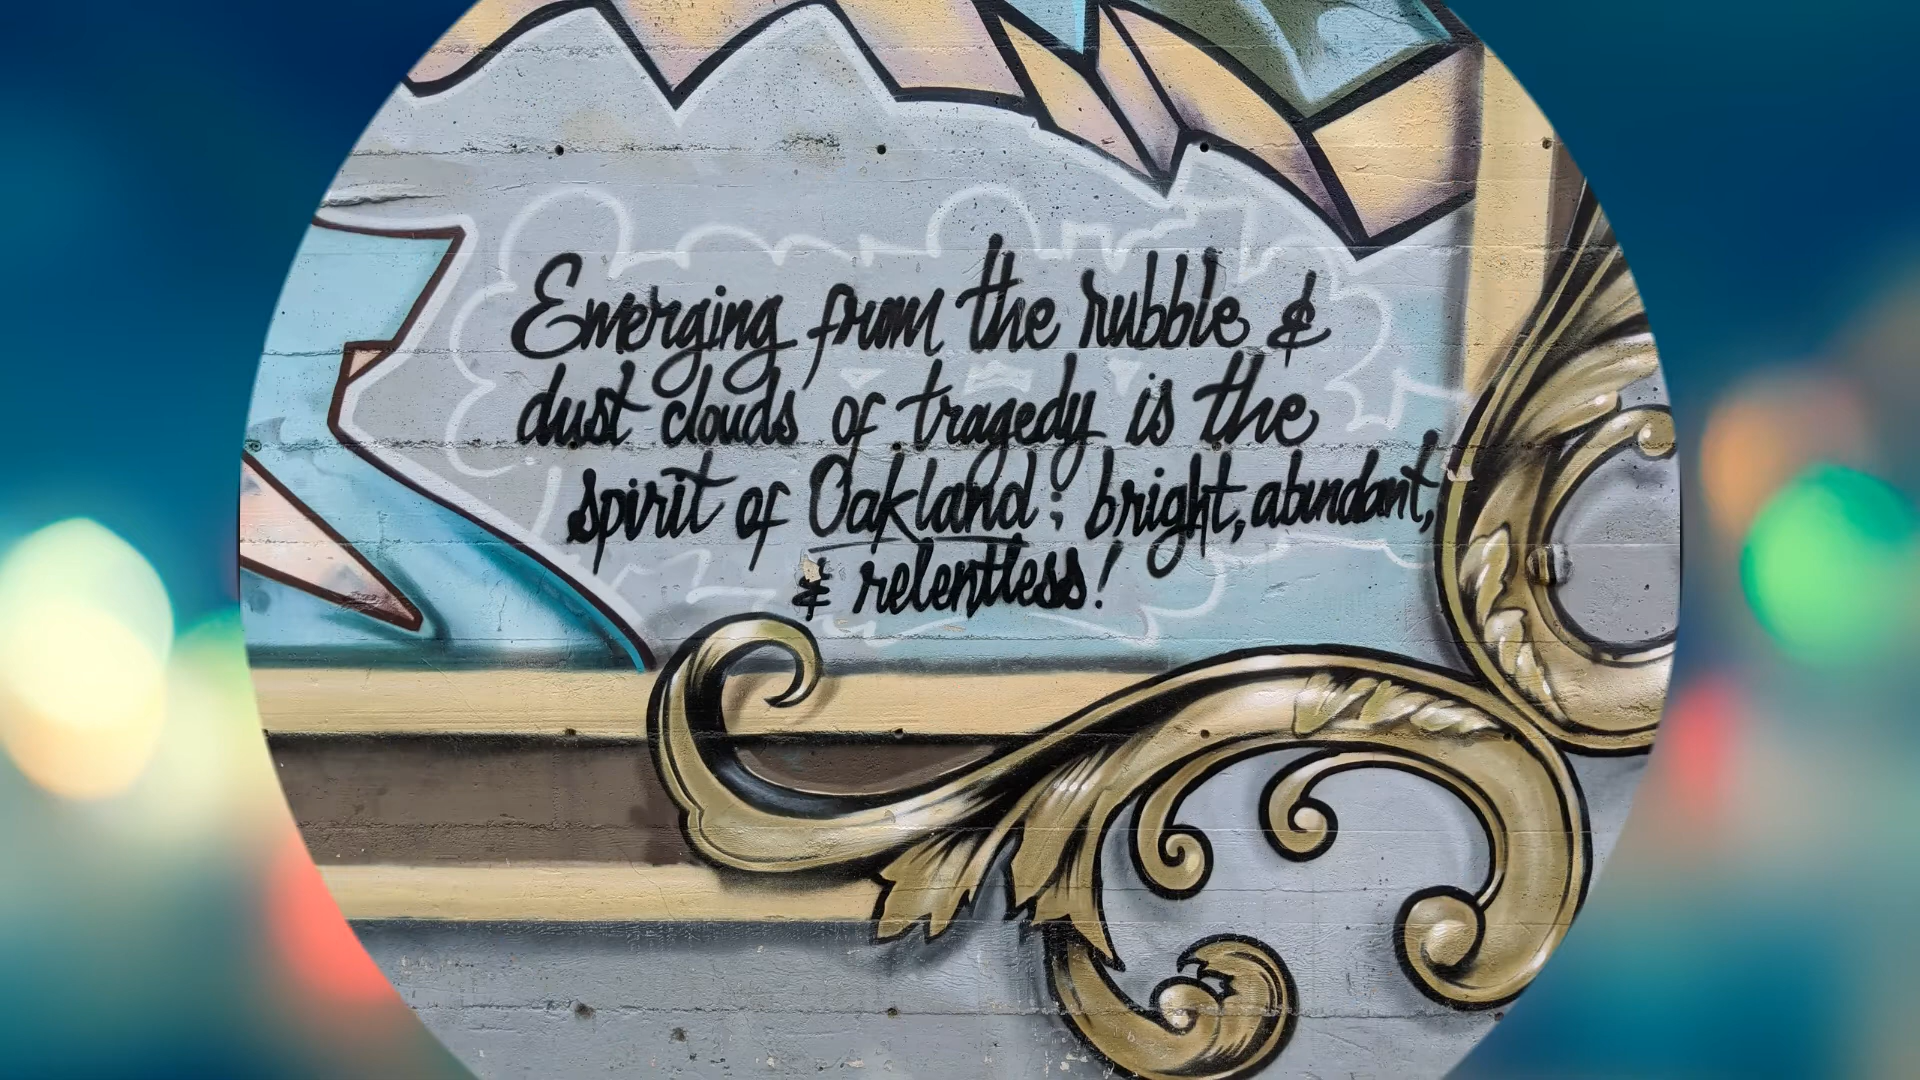 Emerging from the rubble &
dust clouds of tragedy is the
spirit of Oakland: bright, abundant,
& relentless!